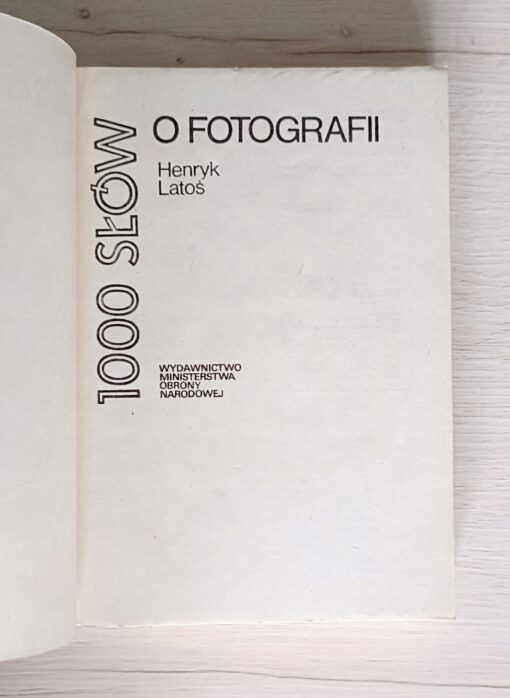 1000 SŁÓW
O FOTOGRAFII
Henryk
Latoś
WYDAWNICTWO
MINISTERSTWA
OBRONY
NARODOWEJ